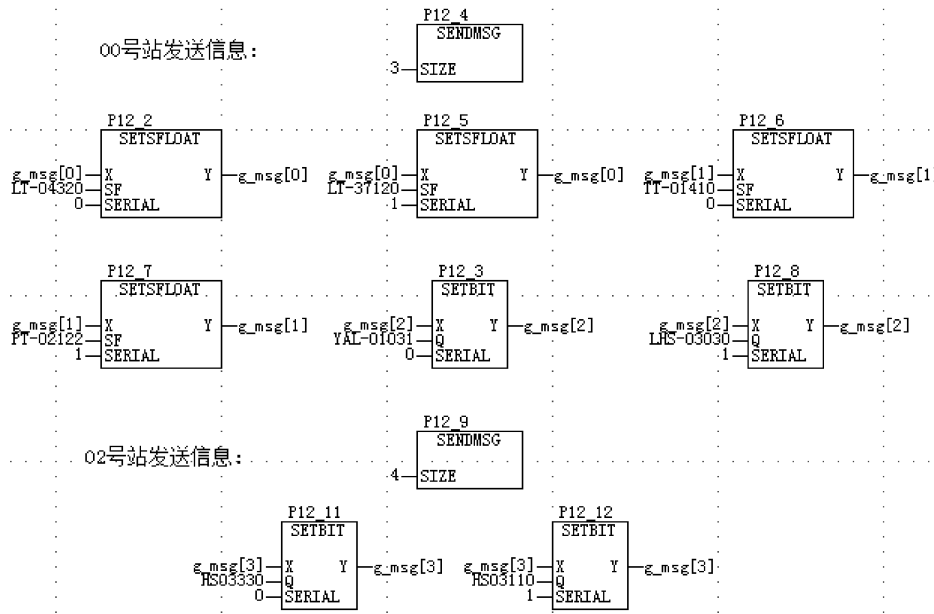 P12_4
SENDMSG
00号站发送信息:
3 SIZE
P12_2 P12_5 P12_6
SETSFLOAT SETSFLOAT SETSFLOAT
g_msg[0] X Y g_msg[0] g_msg[0] X Y g_msg[0] g_msg[1] X Y g_msg[1
LT-04320 SF LT-37120 SF TT-01410 SF
0 SERIAL 1 SERIAL 0 SERIAL
P12_7 P12_3 P12_8
SETSFLOAT SETBIT SETBIT
g_msg[1] X Y g_msg[1] g_msg[2] X Y g_msg[2] g_msg[2] X Y g_msg[2]
PT-02122 SF YAL-01031 Q LHS-03030 Q
1 SERIAL 0 SERIAL 1 SERIAL
P12_9
SENDMSG
02号站发送信息:
4 SIZE
P12_11 P12_12
SETBIT SETBIT
g_msg[3] X Y g_msg[3] g_msg[3] X Y g_msg[3]
HS03330 Q HS03110 Q
0 SERIAL 1 SERIAL